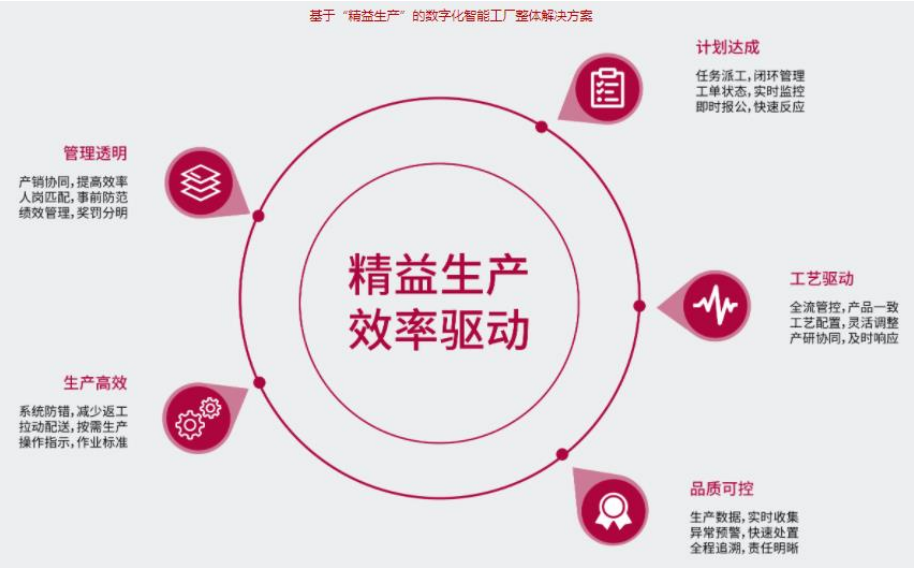 基于“精益生产”的数字化智能工厂整体解决方案
计划达成
任务派工,闭环管理
工单状态,实时监控
即时报公,快速反应
管理透明
产销协同,提高效率
人岗匹配,事前防范
绩效管理,奖罚分明
精益生产
效率驱动
工艺驱动
全流管控,产品一致
工艺配置,灵活调整
产研协同,及时响应
生产高效
系统防错,减少返工
拉动配送,按需生产
操作指示,作业标准
品质可控
生产数据,实时收集
异常预警,快速处置
全程追溯,责任明晰